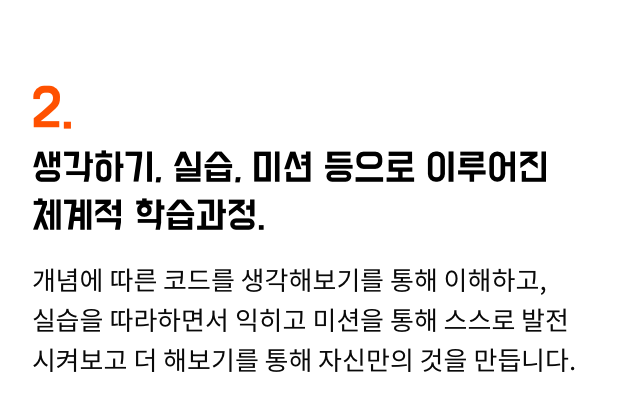 2.
생각하기, 실습, 미션 등으로 이루어진
체계적 학습과정.
개념에 따른 코드를 생각해보기를 통해 이해하고,
실습을 따라하면서 익히고 미션을 통해 스스로 발전
시켜보고 더 해보기를 통해 자신만의 것을 만듭니다.